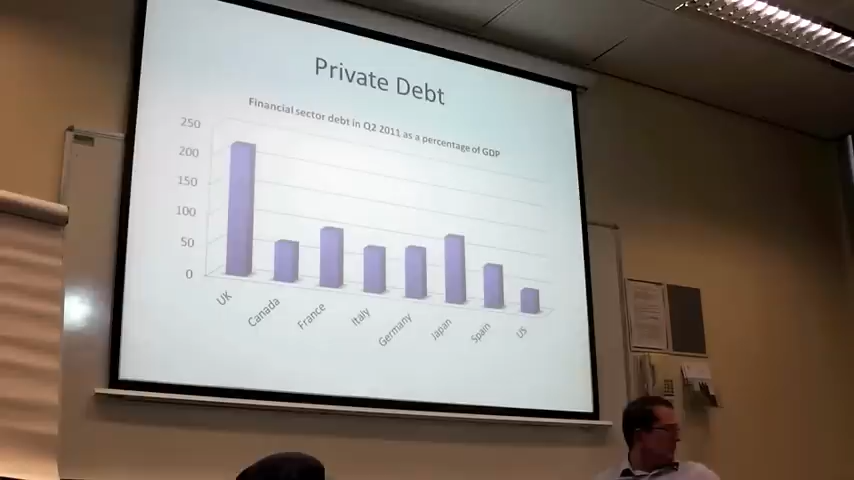 Private Debt
Financial sector debt in Q2 2011 as a percentage of GDP
250
200
150
100
50
0
UK
Canada
France
Italy
Germany
Japan
Spain
US